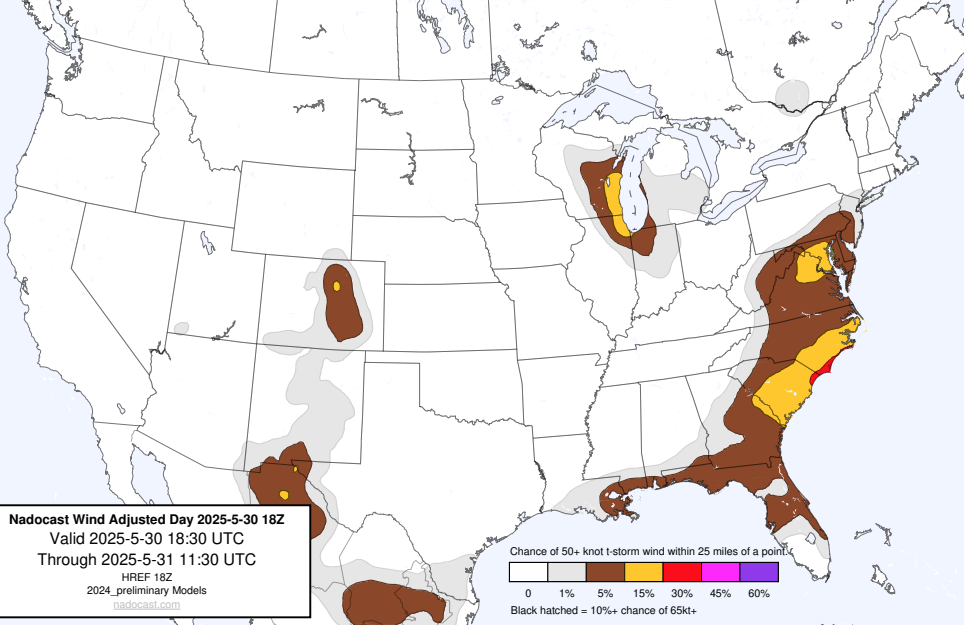 Nadocast Wind Adjusted Day 2025-5-30 18Z
Valid 2025-5-30 18:30 UTC
Through 2025-5-31 11:30 UTC
HREF 18Z
2024_preliminary Models
nadocast.com
Chance of 50+ knot t-storm wind within 25 miles of a point.
0 1% 5% 15% 30% 45% 60%
Black hatched = 10%+ chance of 65kt+